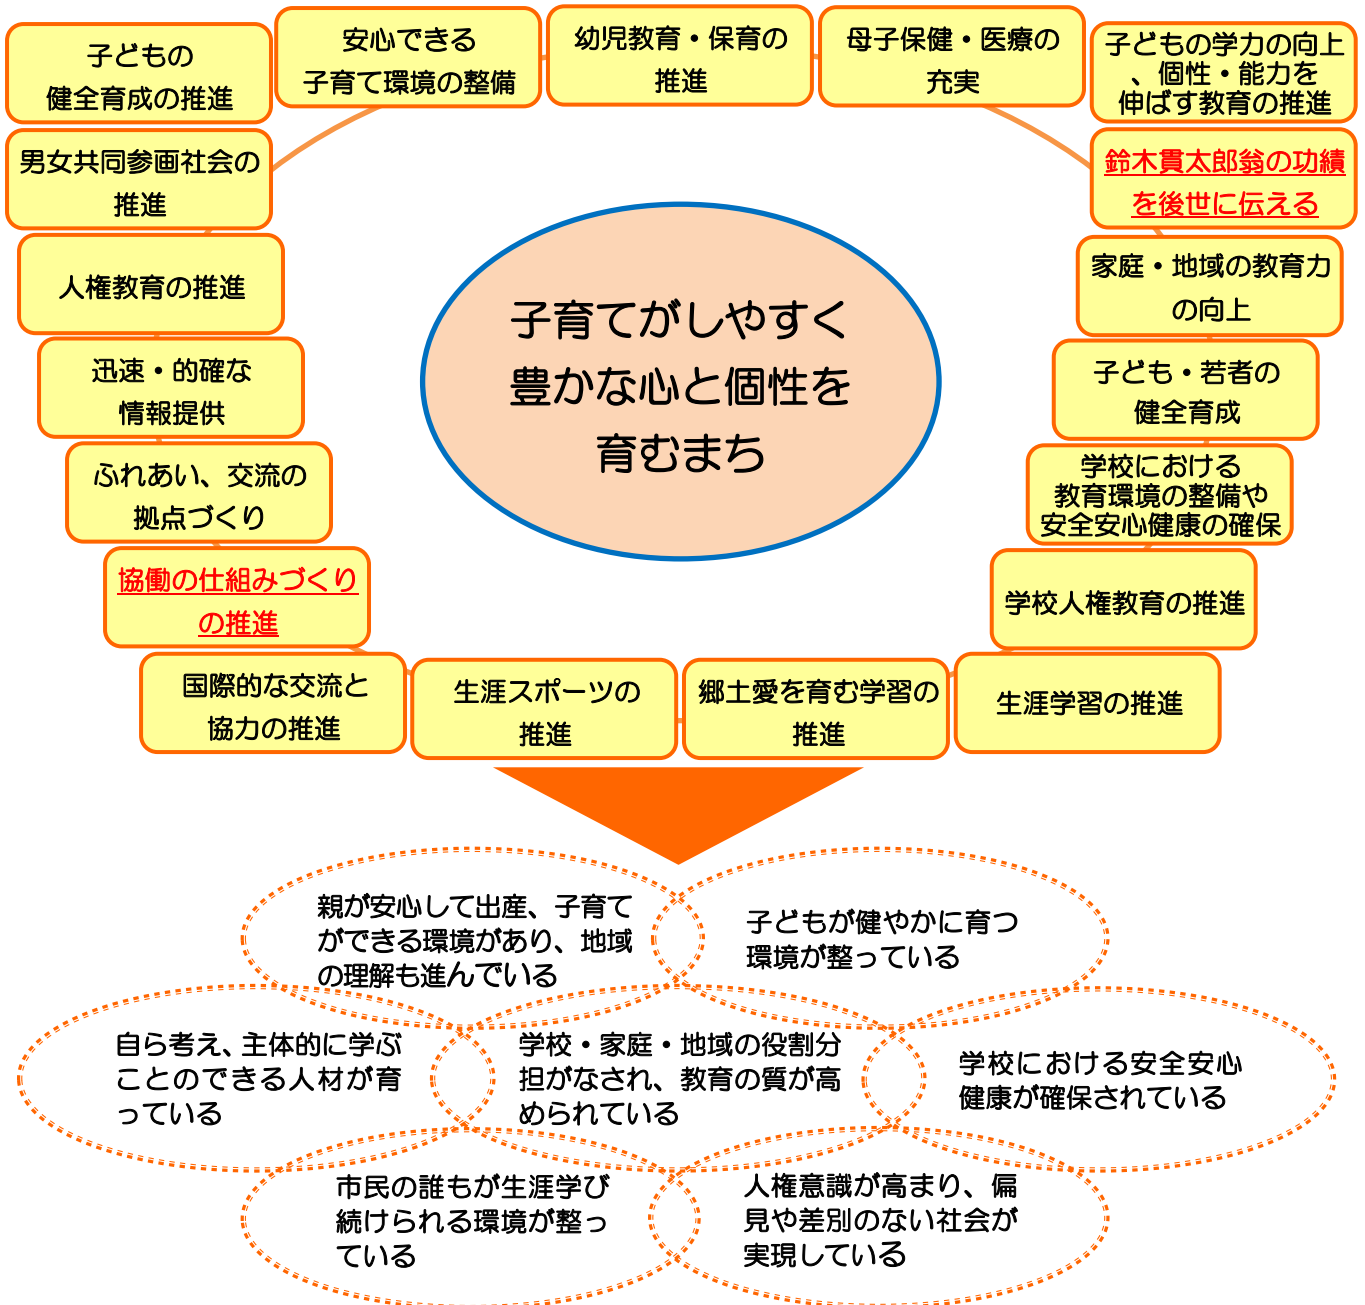 子どもの
健全育成の推進
安心できる
子育て環境の整備
幼児教育・保育の
推進
母子保健・医療の
充実
子どもの学力の向上
、個性・能力を
伸ばす教育の推進
男女共同参画社会の
推進
鈴木貫太郎翁の功績
を後世に伝える
人権教育の推進
家庭・地域の教育力
の向上
迅速・的確な
情報提供
子育てがしやすく
豊かな心と個性を
育むまち
子ども・若者の
健全育成
ふれあい、交流の
拠点づくり
学校における
教育環境の整備や
安全安心健康の確保
協働の仕組みづくり
の推進
学校人権教育の推進
国際的な交流と
協力の推進
生涯スポーツの
推進
郷土愛を育む学習の
推進
生涯学習の推進
親が安心して出産、子育て
ができる環境があり、地域
の理解も進んでいる
子どもが健やかに育つ
環境が整っている
自ら考え、主体的に学ぶ
ことのできる人材が育
っている
学校・家庭・地域の役割分
担がなされ、教育の質が高
められている
学校における安全安心
健康が確保されている
市民の誰もが生涯学び
続けられる環境が整っ
ている
人権意識が高まり、偏
見や差別のない社会が
実現している